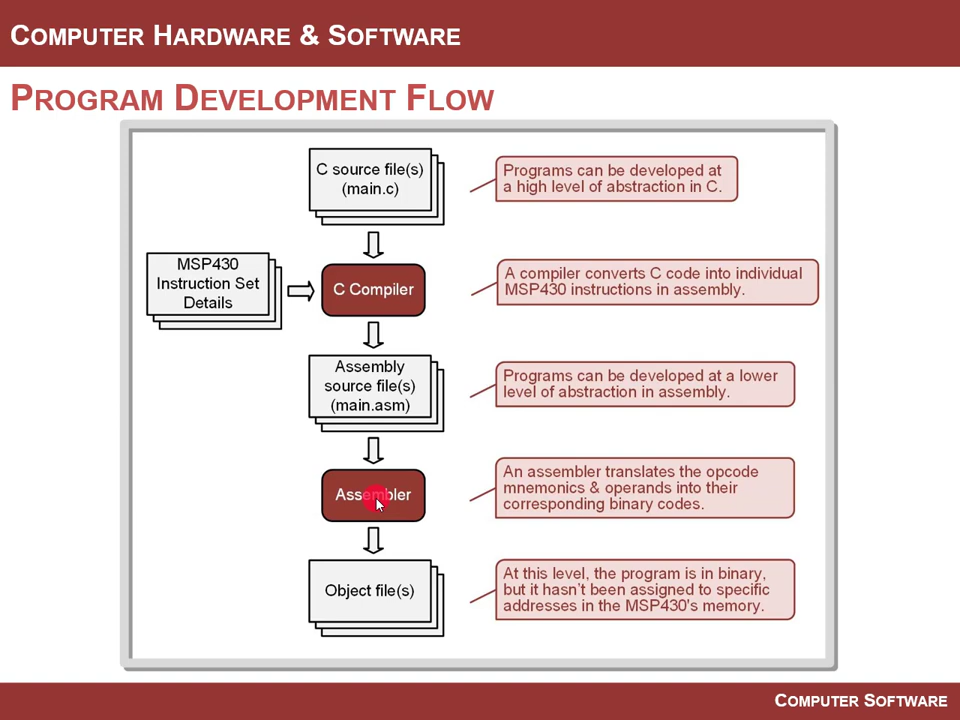 COMPUTER HARDWARE & SOFTWARE
PROGRAM DEVELOPMENT FLOW
C source file(s)
(main.c)
Programs can be developed at
a high level of abstraction in C.
MSP430
Instruction Set
Details
C Compiler
A compiler converts C code into individual
MSP430 instructions in assembly.
Assembly
source file(s)
(main.asm)
Programs can be developed at a lower
level of abstraction in assembly.
Assembler
An assembler translates the opcode
mnemonics & operands into their
corresponding binary codes.
Object file(s)
At this level, the program is in binary,
but it hasn't been assigned to specific
addresses in the MSP430's memory.
COMPUTER SOFTWARE